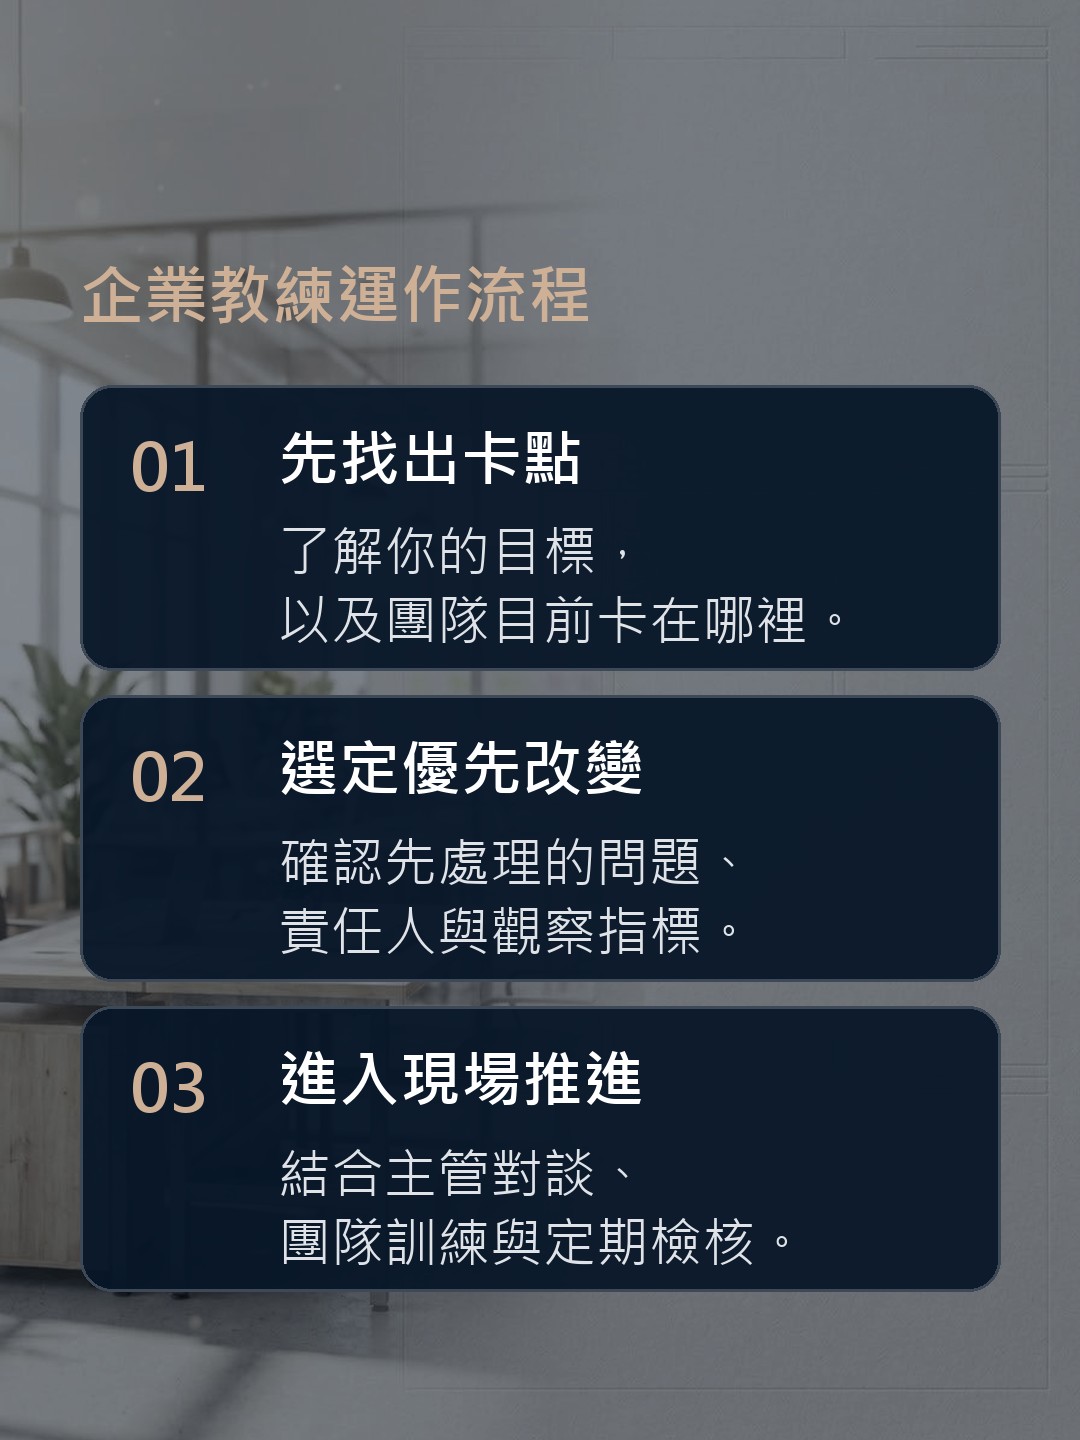 企業教練運作流程
01
先找出卡點
了解你的目標，
以及團隊目前卡在哪裡。
02
選定優先改變
確認先處理的問題、
責任人與觀察指標。
03
進入現場推進
結合主管對談、
團隊訓練與定期檢核。